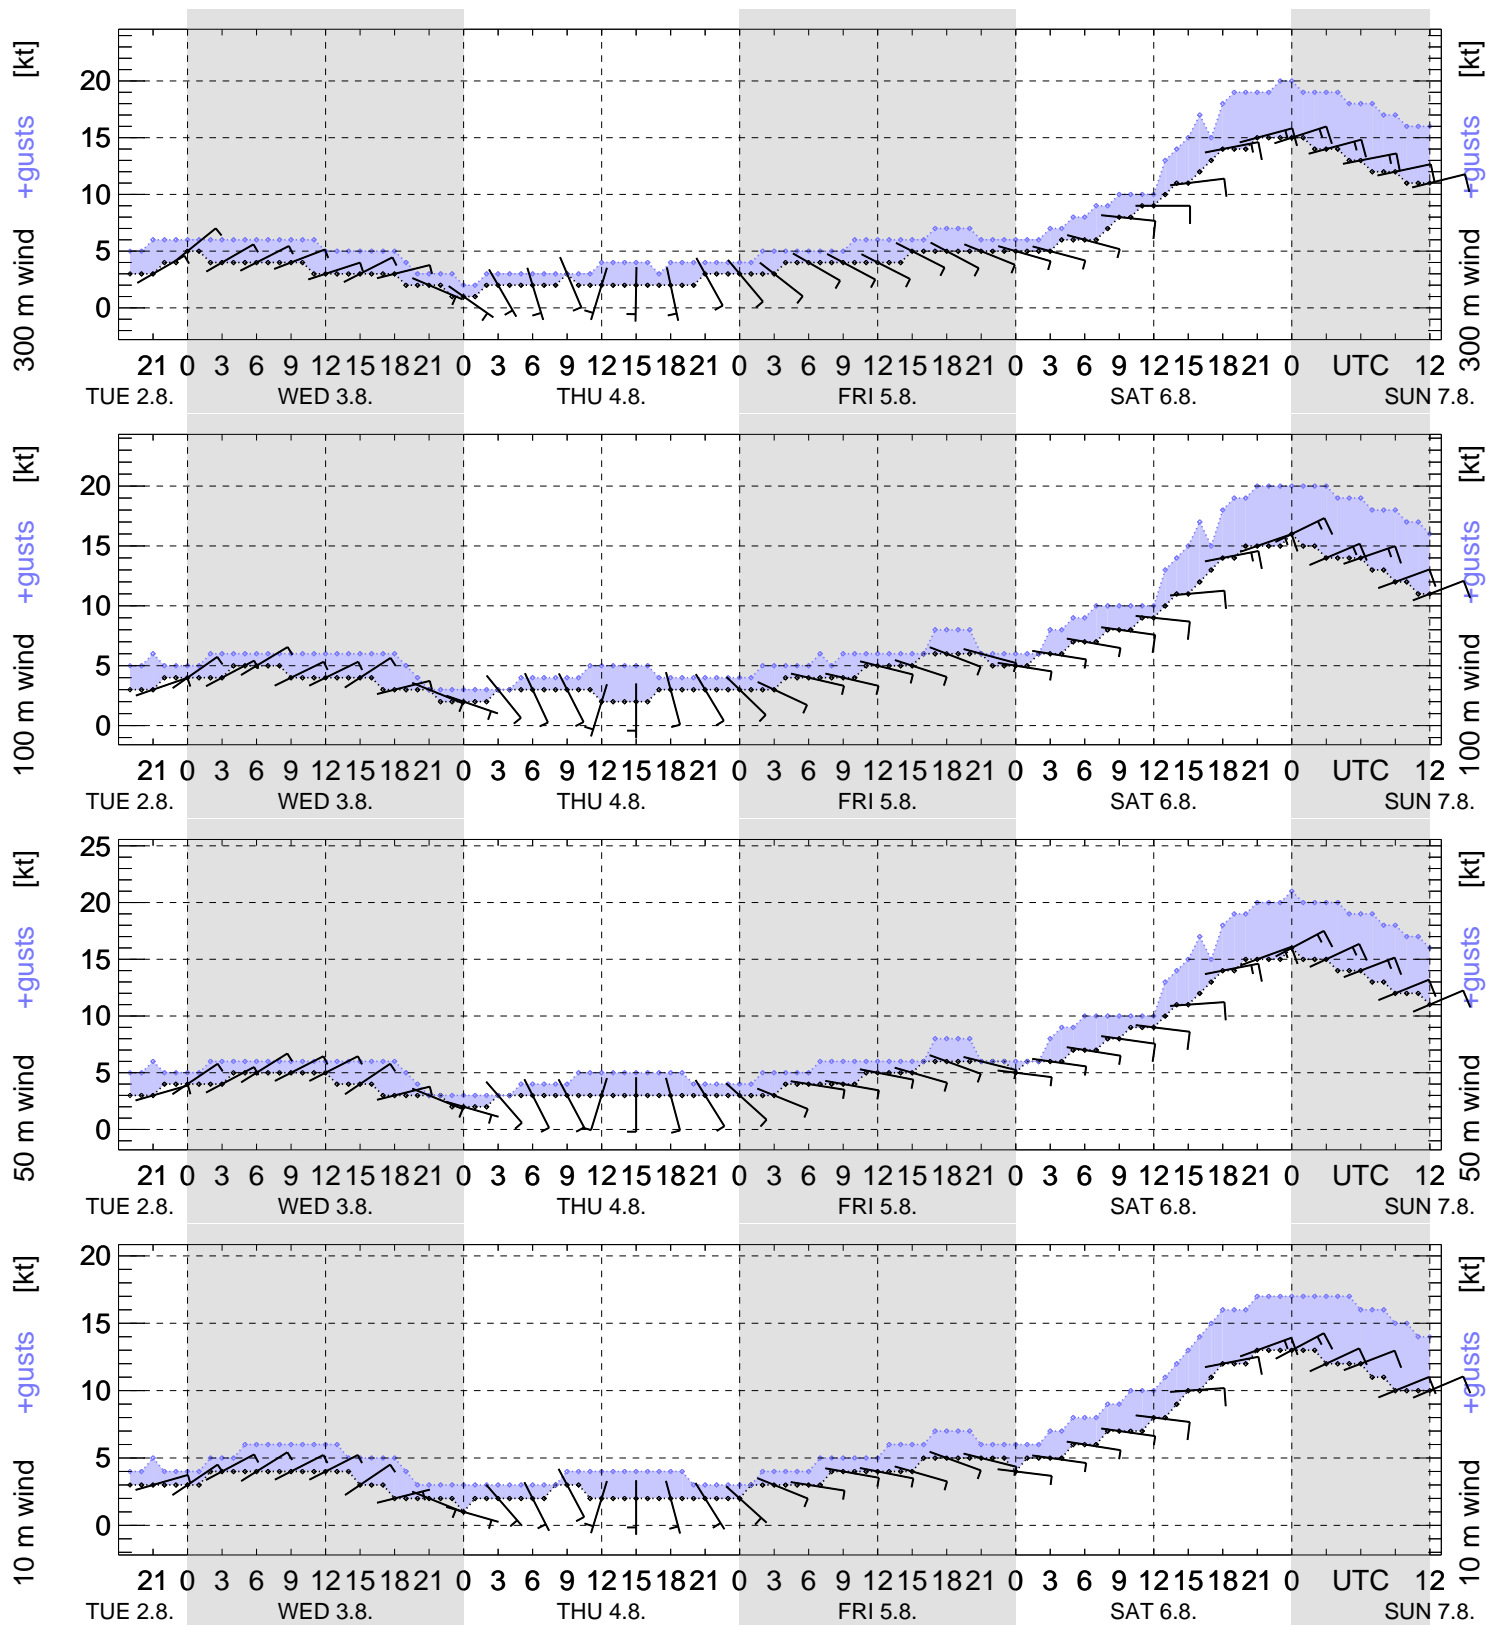 300 m wind +gusts [kt]
20
15
10
5
0
300 m wind +gusts [kt]
21 0 3 6 9 12 15 18 21 0 3 6 9 12 15 18 21 0 3 6 9 12 15 18 21 0 3 6 9 12 15 18 21 0 UTC 12
TUE 2.8. WED 3.8. THU 4.8. FRI 5.8. SAT 6.8. SUN 7.8.
100 m wind +gusts [kt]
20
15
10
5
0
100 m wind +gusts [kt]
21 0 3 6 9 12 15 18 21 0 3 6 9 12 15 18 21 0 3 6 9 12 15 18 21 0 3 6 9 12 15 18 21 0 UTC 12
TUE 2.8. WED 3.8. THU 4.8. FRI 5.8. SAT 6.8. SUN 7.8.
50 m wind +gusts [kt]
25
20
15
10
5
0
50 m wind +gusts [kt]
21 0 3 6 9 12 15 18 21 0 3 6 9 12 15 18 21 0 3 6 9 12 15 18 21 0 3 6 9 12 15 18 21 0 UTC 12
TUE 2.8. WED 3.8. THU 4.8. FRI 5.8. SAT 6.8. SUN 7.8.
10 m wind +gusts [kt]
20
15
10
5
0
10 m wind +gusts [kt]
21 0 3 6 9 12 15 18 21 0 3 6 9 12 15 18 21 0 3 6 9 12 15 18 21 0 3 6 9 12 15 18 21 0 UTC 12
TUE 2.8. WED 3.8. THU 4.8. FRI 5.8. SAT 6.8. SUN 7.8.